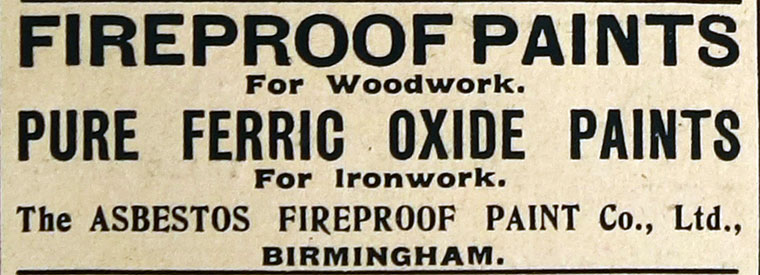 FIREPROOF PAINTS
For Woodwork.
PURE FERRIC OXIDE PAINTS
For Ironwork.
The ASBESTOS FIREPROOF PAINT Co., Ltd.,
BIRMINGHAM.